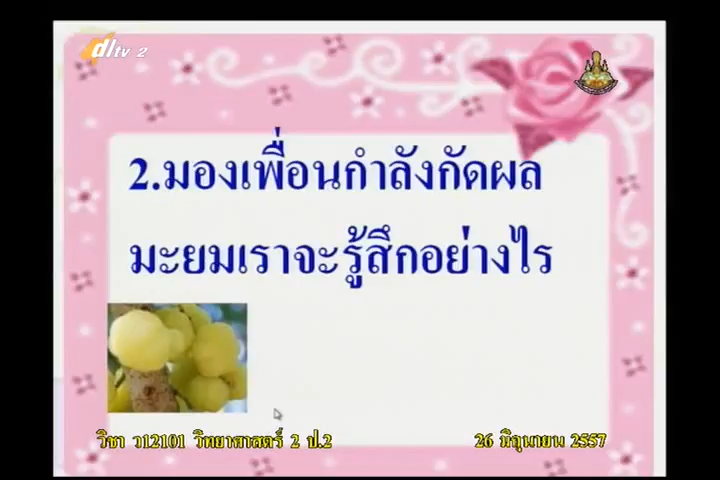 dltv 2
2.มองเพื่อนกำลังกัดผล
มะยมเราจะรู้สึกอย่างไร
วิชา ว12101 วิทยาศาสตร์ 2 ป.2
26 มิถุนายน 2557